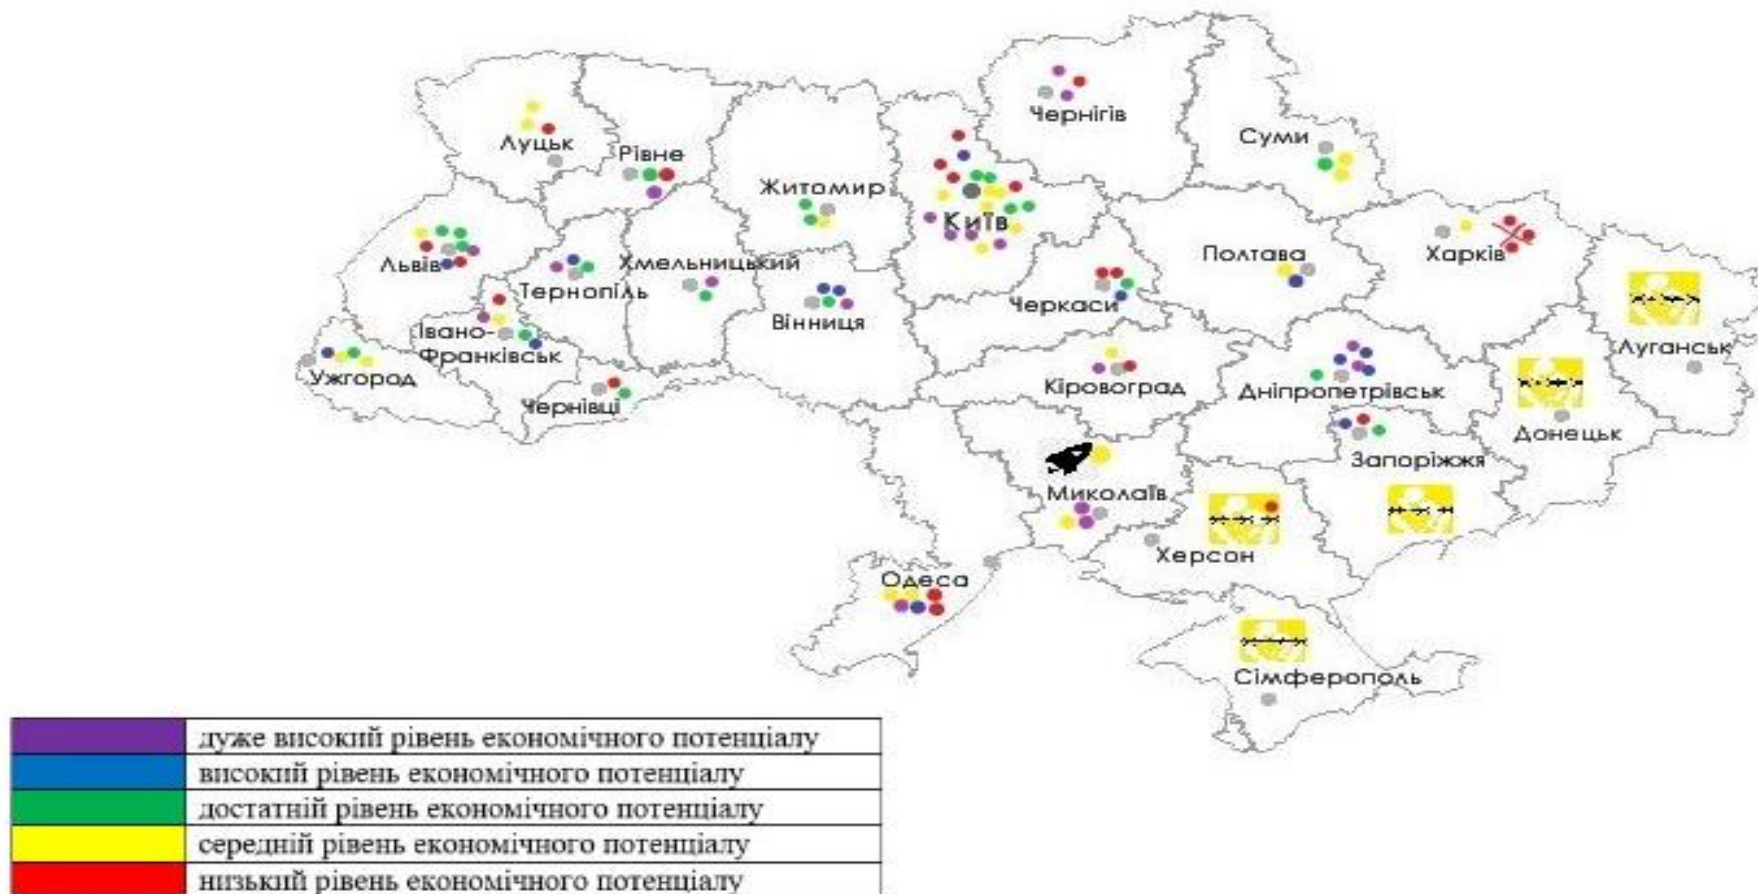 Чернігів
Суми
Луцьк
Рівне
Житомир
Київ
Львів
Тернопіль
Хмельницький
Вінниця
Черкаси
Полтава
Харків
Івано-
Франківськ
Ужгород
Чернівці
Кіровоград
Дніпропетрівськ
Луганськ
Донецьк
Запоріжжя
Миколаїв
Херсон
Одеса
Сімферополь
дуже високий рівень економічного потенціалу
високий рівень економічного потенціалу
достатній рівень економічного потенціалу
середній рівень економічного потенціалу
низький рівень економічного потенціалу